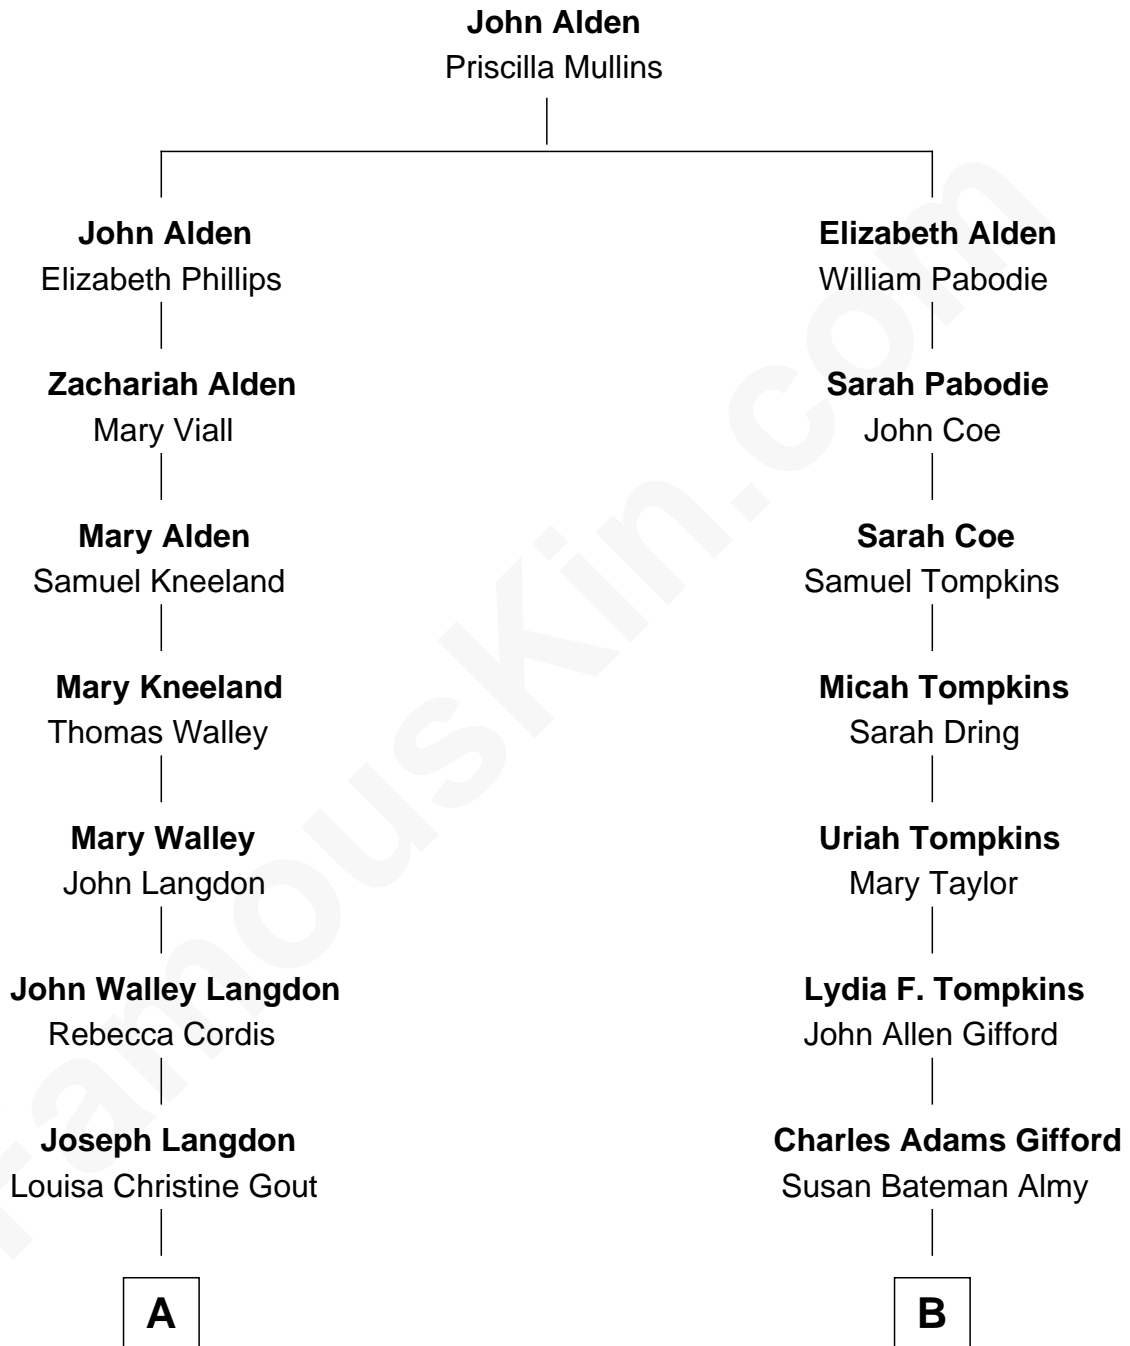 John Alden
Priscilla Mullins
John Alden
Elizabeth Phillips
Zachariah Alden
Mary Viall
Mary Alden
Samuel Kneeland
Mary Kneeland
Thomas Walley
Mary Walley
John Langdon
John Walley Langdon
Rebecca Cordis
Joseph Langdon
Louisa Christine Gout
A
Elizabeth Alden
William Pabodie
Sarah Pabodie
John Coe
Sarah Coe
Samuel Tompkins
Micah Tompkins
Sarah Dring
Uriah Tompkins
Mary Taylor
Lydia F. Tompkins
John Allen Gifford
Charles Adams Gifford
Susan Bateman Almy
B
FamousKin.com